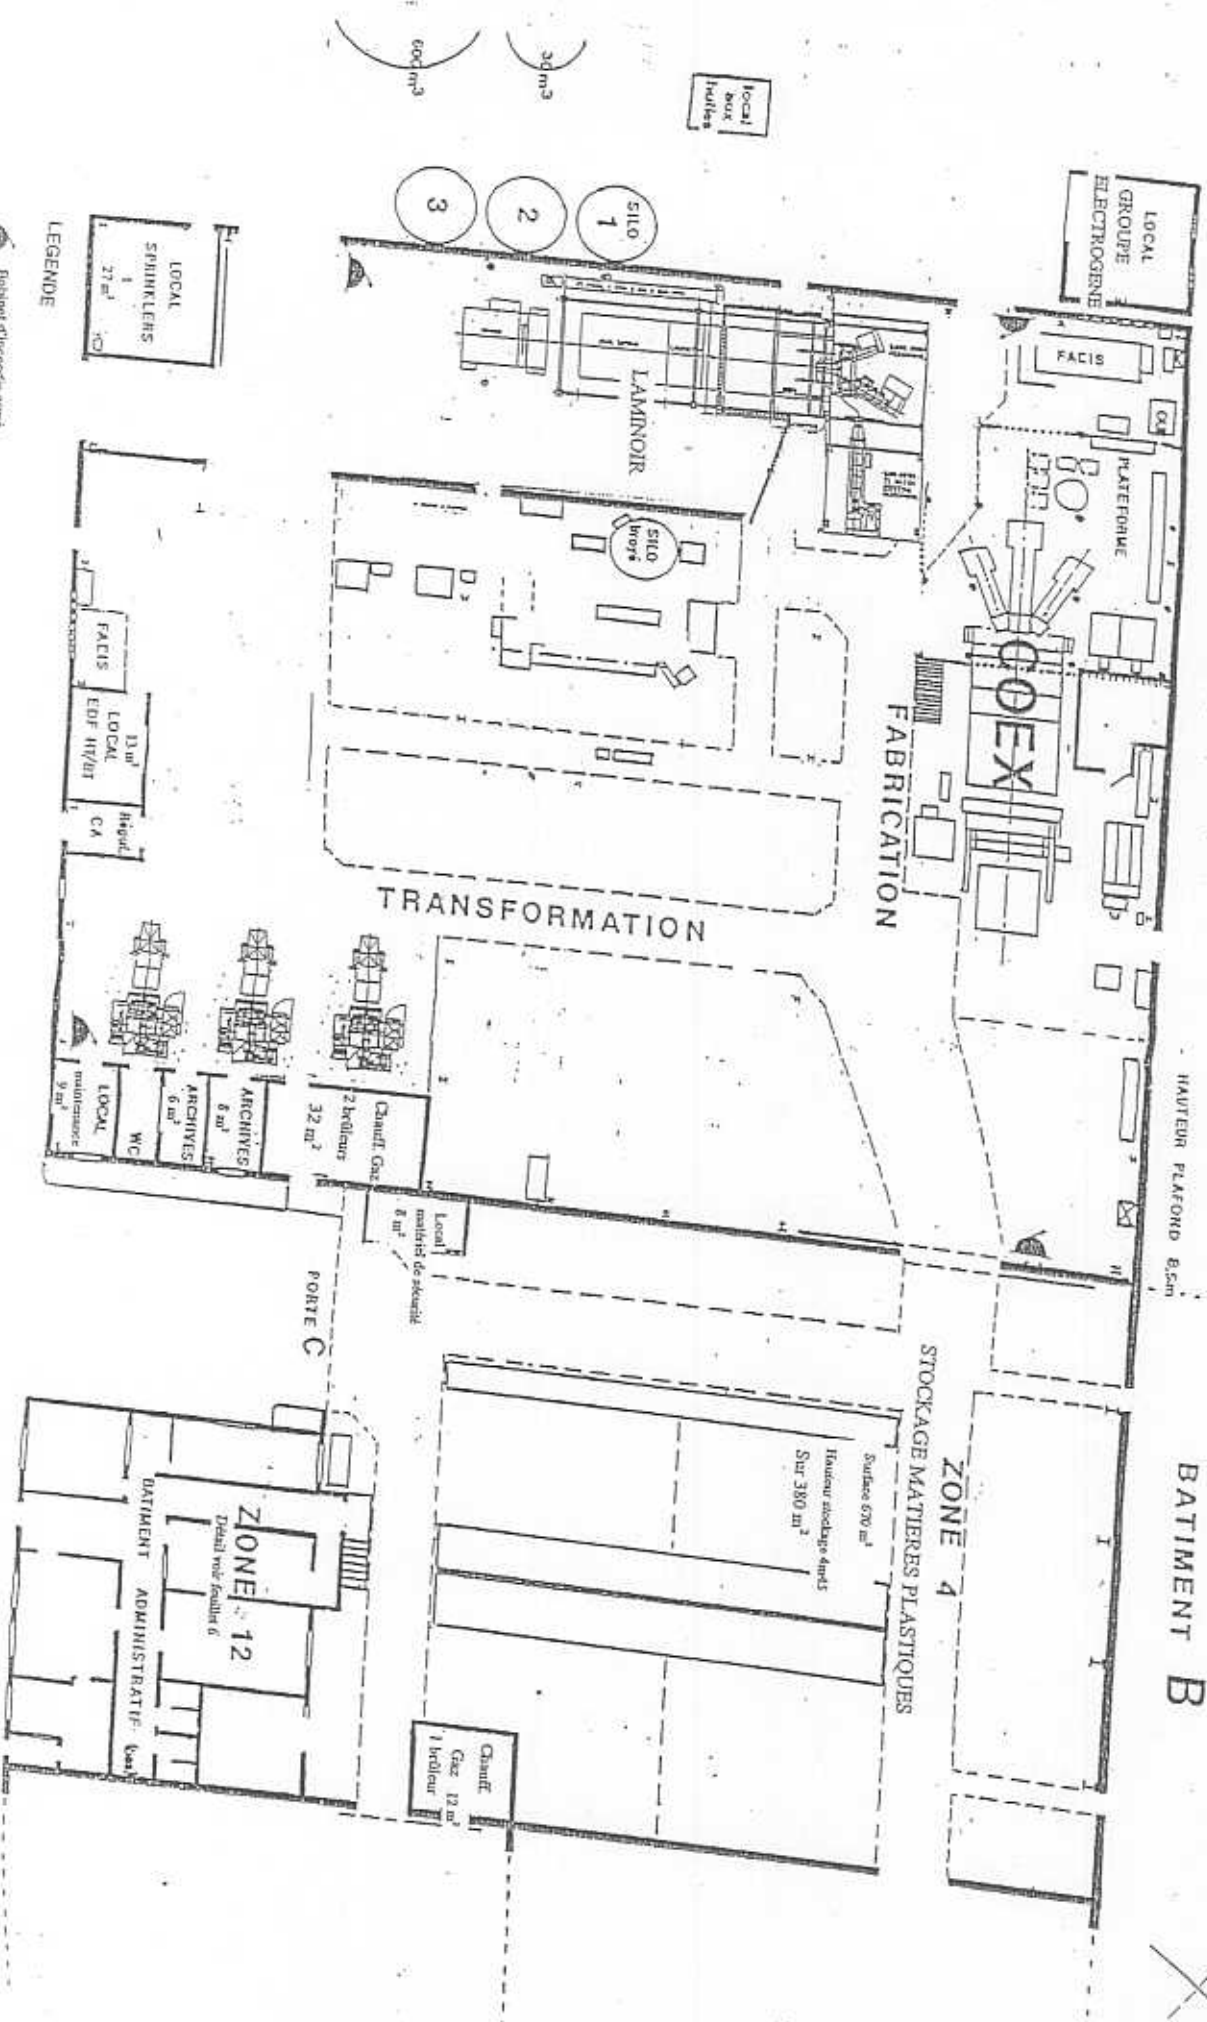 BATIMENT B
HAUTEUR PLAFOND 8,5m
LOCAL
GROUPE
ELECTROGENE
local
aux
huiles
30 m3
600 m3
SILO
1
2
3
FACIS
PLATEFORME
COEX
FABRICATION
LAMINOIR
SILO
broyé
TRANSFORMATION
ZONE 4
STOCKAGE MATIERES PLASTIQUES
Surface 670 m²
Hauteur stockage 4m45
Sur 380 m²
LOCAL
SPRINKLERS
1
27 m²
LEGENDE
FACIS
13 m²
LOCAL
EDF HT/BT
Régul.
CA
Chauff. Gaz
2 brûleurs
32 m²
ARCHIVES
8 m²
ARCHIVES
6 m²
WC
LOCAL
maintenance
9 m²
Local
matériel de sécurité
8 m²
PORTE C
Chauff.
Gaz 12 m²
1 brûleur
ZONE 12
Détail voir feuillet 6
BATIMENT ADMINISTRATIF